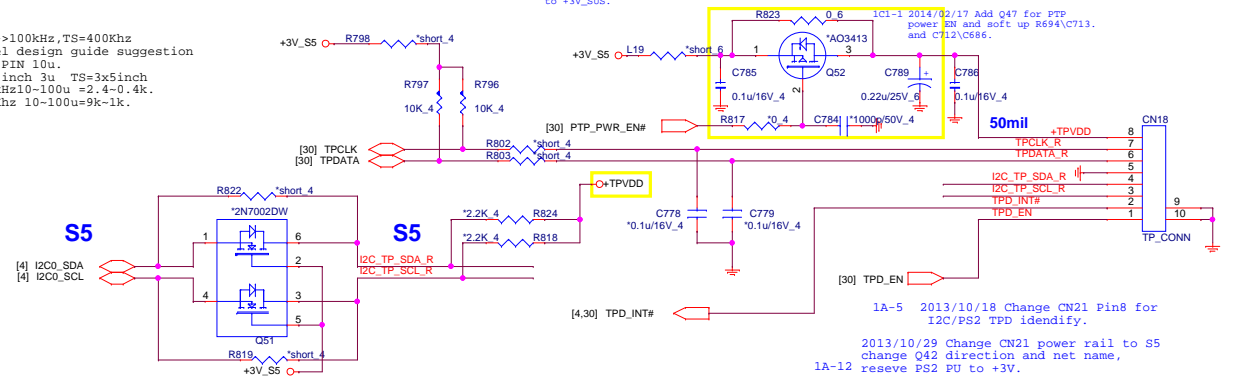 to +3V_SUS.
>100kHz,TS=400Khz
el design guide suggestion
PIN 10u.
inch 3u TS=3x5inch
Hz10~100u =2.4~0.4k.
Khz 10~100u=9k~1k.
+3V_S5
R798
*short_4
R797
10K_4
R796
10K_4
R823
0_6
1C1-1 2014/02/17 Add Q47 for PTP
power EN and soft up R694\C713.
and C712\C686.
+3V_S5
L19
*short_6
1
*AO3413
3
Q52
2
C785
0.1u/16V_4
C789
+
0.22u/25V_6
C786
0.1u/16V_4
[30] PTP_PWR_EN#
R817
*0_4
C784
*1000p/50V_4
50mil
CN18
[30] TPCLK
R802
*short_4
[30] TPDATA
R803
*short_4
+TPVDD
8
TPCLK_R
7
TPDATA_R
6
5
I2C_TP_SDA_R
4
I2C_TP_SCL_R
3
TPD_INT#
2
9
TPD_EN
1
10
TP_CONN
R822
*short_4
*2N7002DW
+TPVDD
*2.2K_4
R824
*2.2K_4
R818
C778
*0.1u/16V_4
C779
*0.1u/16V_4
S5
S5
1
6
2
[4] I2C0_SDA
[4] I2C0_SCL
I2C_TP_SDA_R
I2C_TP_SCL_R
4
3
5
Q51
R819
*short_4
+3V_S5
[30] TPD_EN
[4,30] TPD_INT#
1A-5 2013/10/18 Change CN21 Pin8 for
I2C/PS2 TPD idendify.
2013/10/29 Change CN21 power rail to S5
change Q42 direction and net name,
1A-12 reseve PS2 PU to +3V.